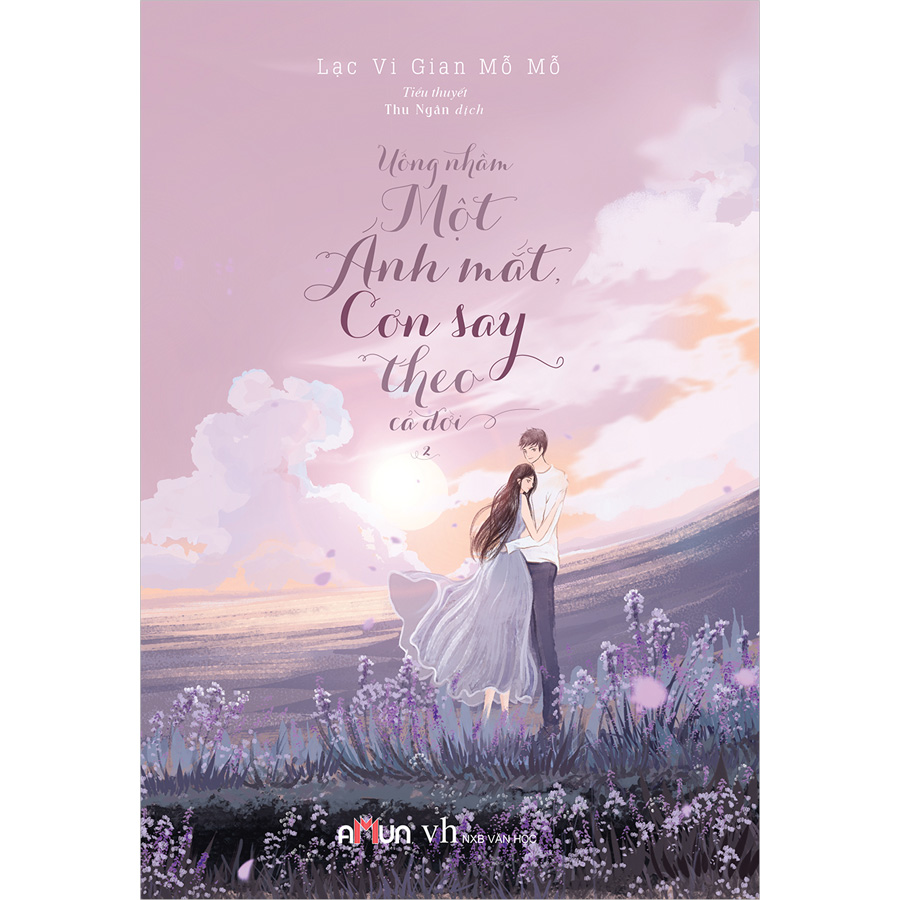 Lạc Vi Gian Mỗ Mỗ
Tiểu thuyết
Thu Ngân dịch
Uống nhầm
Một
Ánh mắt,
Cơn say
theo
cả đời
2
AMUN vh NXB VĂN HỌC